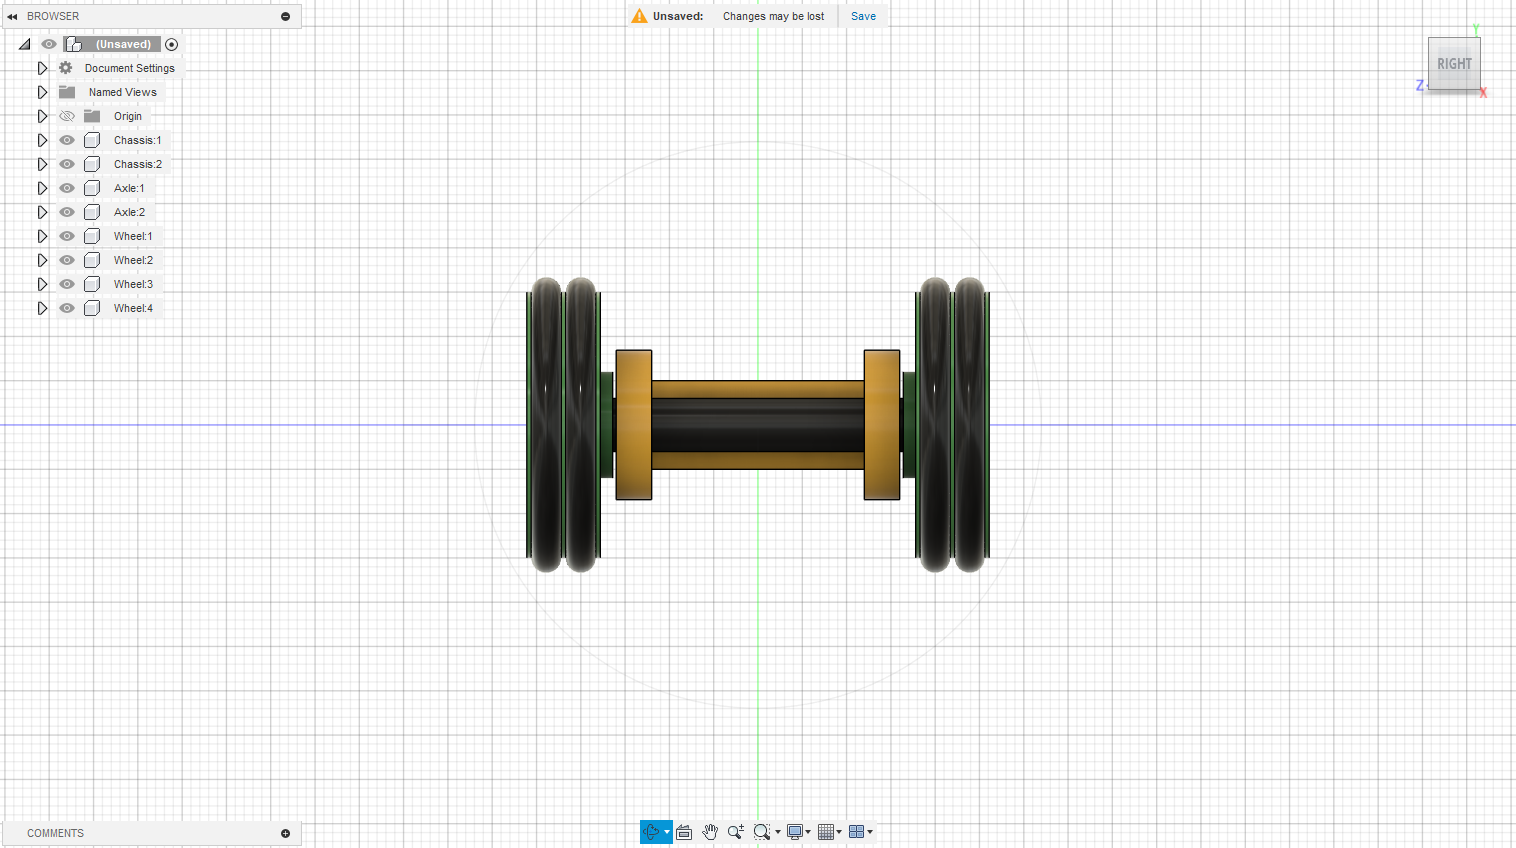 BROWSER
Unsaved: Changes may be lost Save
(Unsaved)
Document Settings
Named Views
Origin
Chassis:1
Chassis:2
Axle:1
Axle:2
Wheel:1
Wheel:2
Wheel:3
Wheel:4
Y
RIGHT
Z
X
COMMENTS